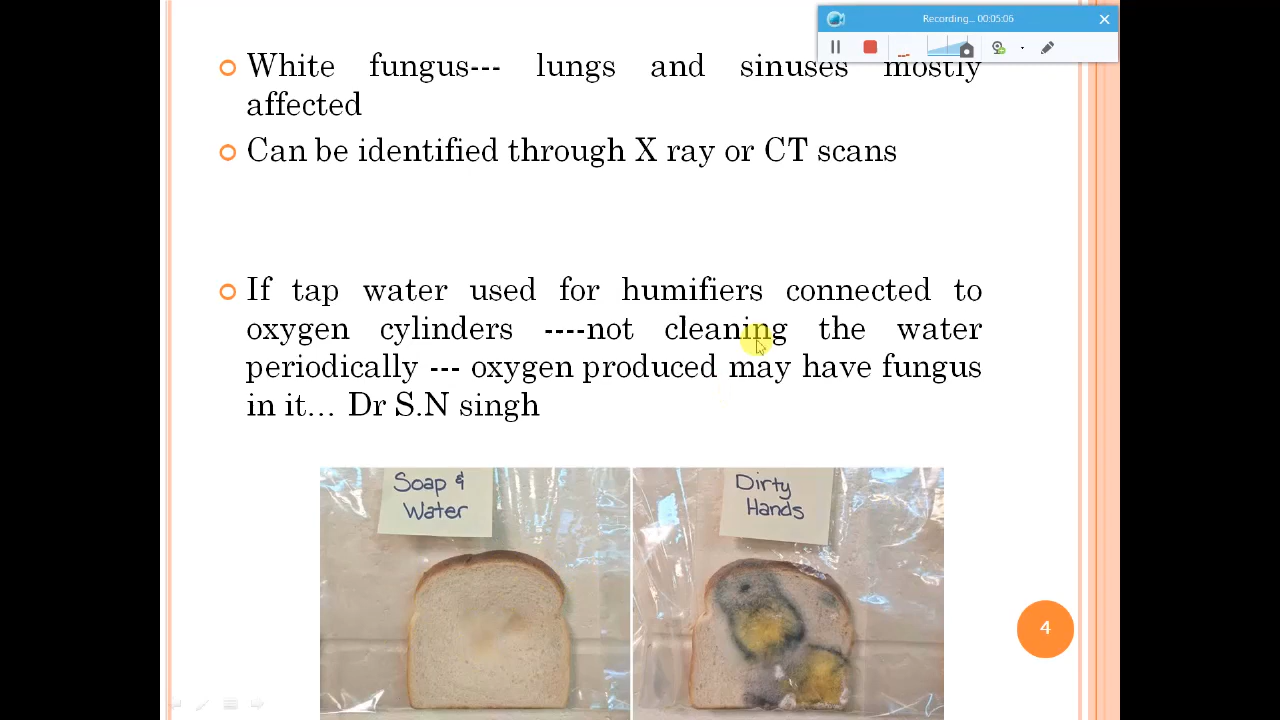 Recording... 00:05:06
White fungus--- lungs and sinuses mostly
affected
Can be identified through X ray or CT scans
If tap water used for humifiers connected to
oxygen cylinders ----not cleaning the water
periodically --- oxygen produced may have fungus
in it... Dr S.N singh
Soap &
Water
Dirty
Hands
4